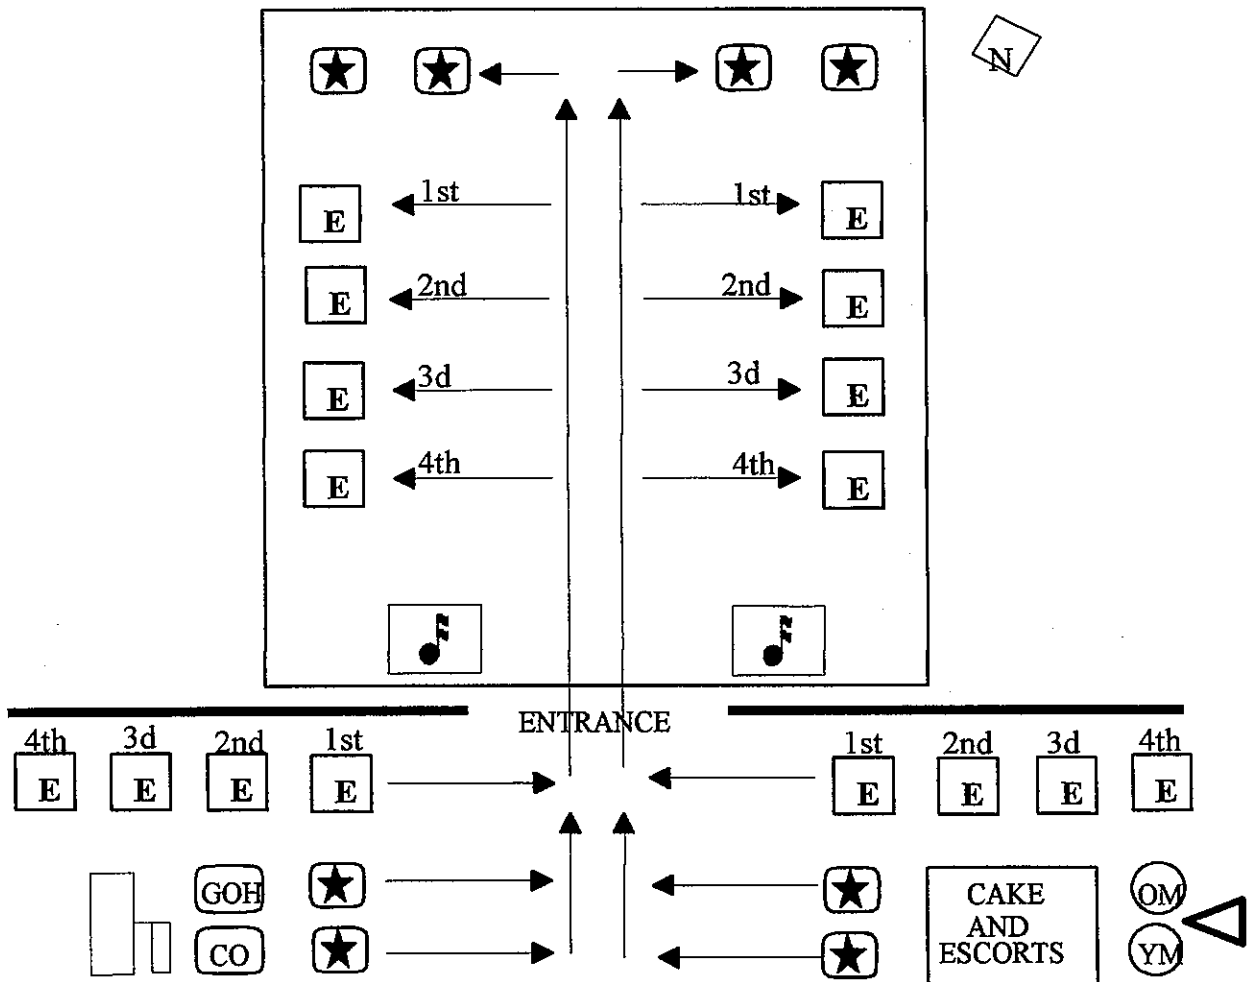 N
1st 1st
E E
2nd 2nd
E E
3d 3d
E E
4th 4th
E E
ENTRANCE
4th 3d 2nd 1st 1st 2nd 3d 4th
E E E E E E E E
GOH CAKE OM
AND
CO ESCORTS YM